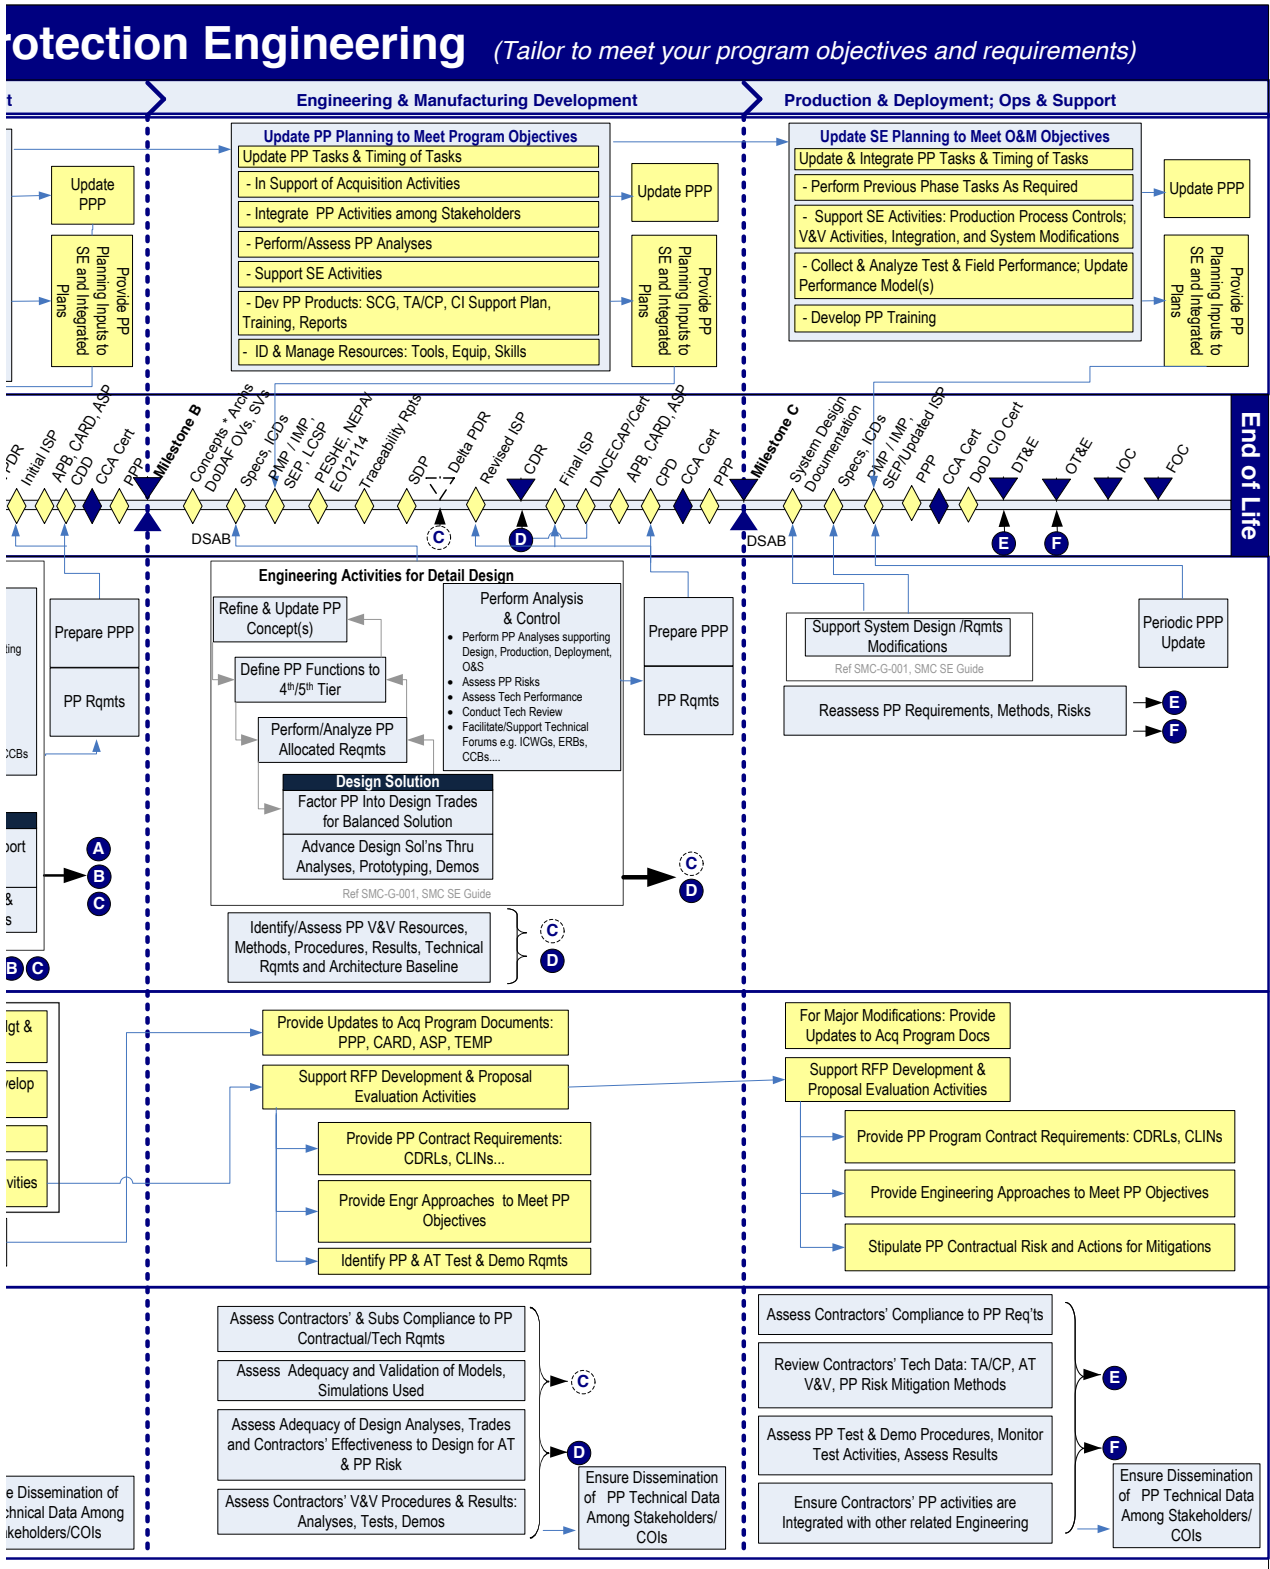 rotection Engineering (Tailor to meet your program objectives and requirements)
t
Engineering & Manufacturing Development
Production & Deployment; Ops & Support
Update
PPP
Provide PP
Planning Inputs to
SE and Integrated
Plans
Update PP Planning to Meet Program Objectives
Update PP Tasks & Timing of Tasks
- In Support of Acquisition Activities
- Integrate PP Activities among Stakeholders
- Perform/Assess PP Analyses
- Support SE Activities
- Dev PP Products: SCG, TA/CP, CI Support Plan,
Training, Reports
- ID & Manage Resources: Tools, Equip, Skills
Update PPP
Provide PP
Planning Inputs to
SE and Integrated
Plans
Update SE Planning to Meet O&M Objectives
Update & Integrate PP Tasks & Timing of Tasks
- Perform Previous Phase Tasks As Required
- Support SE Activities: Production Process Controls;
V&V Activities, Integration, and System Modifications
- Collect & Analyze Test & Field Performance; Update
Performance Model(s)
- Develop PP Training
Update PPP
Provide PP
Planning Inputs to
SE and Integrated
Plans
PDR
Initial ISP
APB, CARD, ASP
CDD
CCA Cert
PPP
Milestone B
Concepts * Archs
DoDAF OVs, SVs
Specs, ICDs
PMP / IMP,
SEP, LCSP
PESHE, NEPA/
EO12114
Traceability Rpts
SDP
Delta PDR
Revised ISP
CDR
Final ISP
DNCECAP/Cert
APB, CARD, ASP
CPD
CCA Cert
PPP
Milestone C
System Design
Documentation
Specs, ICDs
PMP / IMP,
SEP/Updated ISP
PPP
CCA Cert
DoD CIO Cert
DT&E
OT&E
IOC
FOC
End of Life
DSAB
C
D
DSAB
E
F
ting
CCBs
port
&
s
Prepare PPP
PP Rqmts
A
B
C
B
C
Engineering Activities for Detail Design
Refine & Update PP
Concept(s)
Define PP Functions to
4th/5th Tier
Perform/Analyze PP
Allocated Reqmts
Design Solution
Factor PP Into Design Trades
for Balanced Solution
Advance Design Sol'ns Thru
Analyses, Prototyping, Demos
Ref SMC-G-001, SMC SE Guide
Perform Analysis
& Control
• Perform PP Analyses supporting
Design, Production, Deployment,
O&S
• Assess PP Risks
• Assess Tech Performance
• Conduct Tech Review
• Facilitate/Support Technical
Forums e.g. ICWGs, ERBs,
CCBs....
Prepare PPP
PP Rqmts
C
D
Identify/Assess PP V&V Resources,
Methods, Procedures, Results, Technical
Rqmts and Architecture Baseline
C
D
Support System Design /Rqmts
Modifications
Ref SMC-G-001, SMC SE Guide
Periodic PPP
Update
Reassess PP Requirements, Methods, Risks
E
F
lgt &
velop
vities
Provide Updates to Acq Program Documents:
PPP, CARD, ASP, TEMP
Support RFP Development & Proposal
Evaluation Activities
Provide PP Contract Requirements:
CDRLs, CLINs...
Provide Engr Approaches to Meet PP
Objectives
Identify PP & AT Test & Demo Rqmts
For Major Modifications: Provide
Updates to Acq Program Docs
Support RFP Development &
Proposal Evaluation Activities
Provide PP Program Contract Requirements: CDRLs, CLINs
Provide Engineering Approaches to Meet PP Objectives
Stipulate PP Contractual Risk and Actions for Mitigations
e Dissemination of
chnical Data Among
akeholders/COIs
Assess Contractors' & Subs Compliance to PP
Contractual/Tech Rqmts
Assess Adequacy and Validation of Models,
Simulations Used
Assess Adequacy of Design Analyses, Trades
and Contractors' Effectiveness to Design for AT
& PP Risk
Assess Contractors' V&V Procedures & Results:
Analyses, Tests, Demos
C
D
Ensure Dissemination
of PP Technical Data
Among Stakeholders/
COIs
Assess Contractors' Compliance to PP Req'ts
Review Contractors' Tech Data: TA/CP, AT
V&V, PP Risk Mitigation Methods
Assess PP Test & Demo Procedures, Monitor
Test Activities, Assess Results
Ensure Contractors' PP activities are
Integrated with other related Engineering
E
F
Ensure Dissemination
of PP Technical Data
Among Stakeholders/
COIs